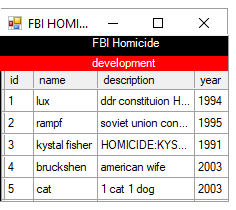 FBI HOMI...
FBI Homicide
development
id name description year
1 lux ddr constituion H... 1994
2 rampf soviet union con... 1995
3 kystal fisher HOMICIDE:KYS... 1991
4 bruckshen american wife 2003
5 cat 1 cat 1 dog 2003